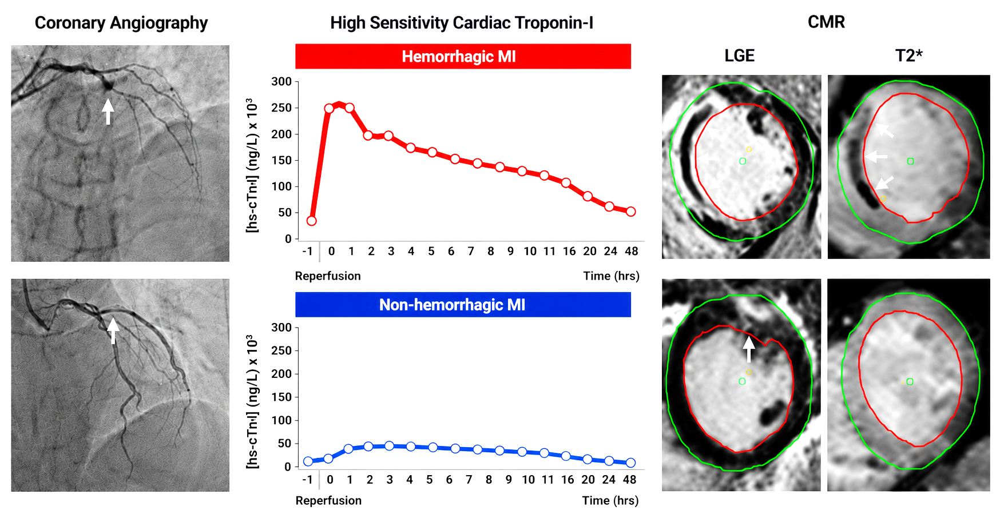 Coronary Angiography
High Sensitivity Cardiac Troponin-I
CMR
LGE
T2*
Hemorrhagic MI
[hs-cTn-I] (ng/L) x 10³
300
250
200
150
100
50
0
-1 0 1 2 3 4 5 6 7 8 9 10 11 16 20 24 48
Reperfusion
Time (hrs)
Non-hemorrhagic MI
[hs-cTn-I] (ng/L) x 10³
300
250
200
150
100
50
0
-1 0 1 2 3 4 5 6 7 8 9 10 11 16 20 24 48
Reperfusion
Time (hrs)